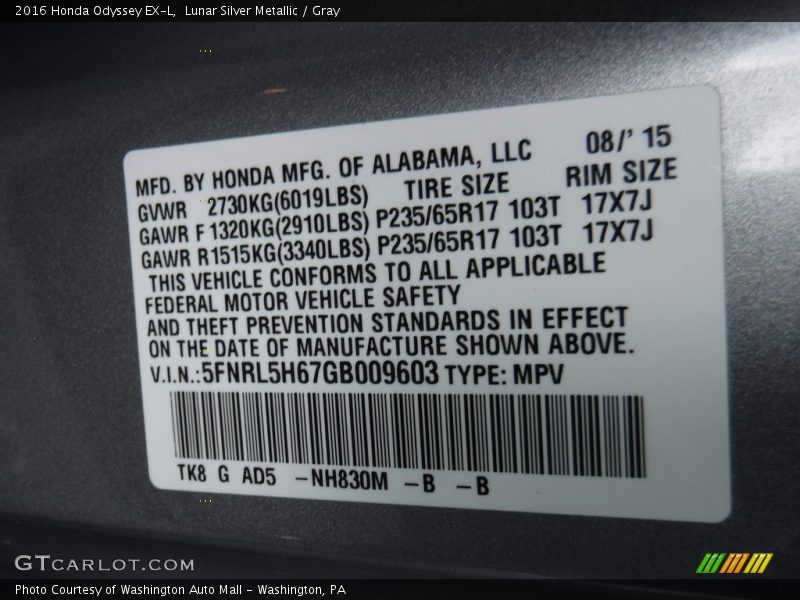 2016 Honda Odyssey EX-L,  Lunar Silver Metallic / Gray
MFD. BY HONDA MFG. OF ALABAMA, LLC 08/' 15
GVWR 2730KG(6019LBS) TIRE SIZE RIM SIZE
GAWR F 1320KG(2910LBS) P235/65R17 103T 17X7J
GAWR R1515KG(3340LBS) P235/65R17 103T 17X7J
THIS VEHICLE CONFORMS TO ALL APPLICABLE
FEDERAL MOTOR VEHICLE SAFETY
AND THEFT PREVENTION STANDARDS IN EFFECT
ON THE DATE OF MANUFACTURE SHOWN ABOVE.
V.I.N.:5FNRL5H67GB009603 TYPE: MPV
TK8 G AD5 -NH830M -B -B
GTCARLOT.COM
Photo Courtesy of Washington Auto Mall - Washington, PA